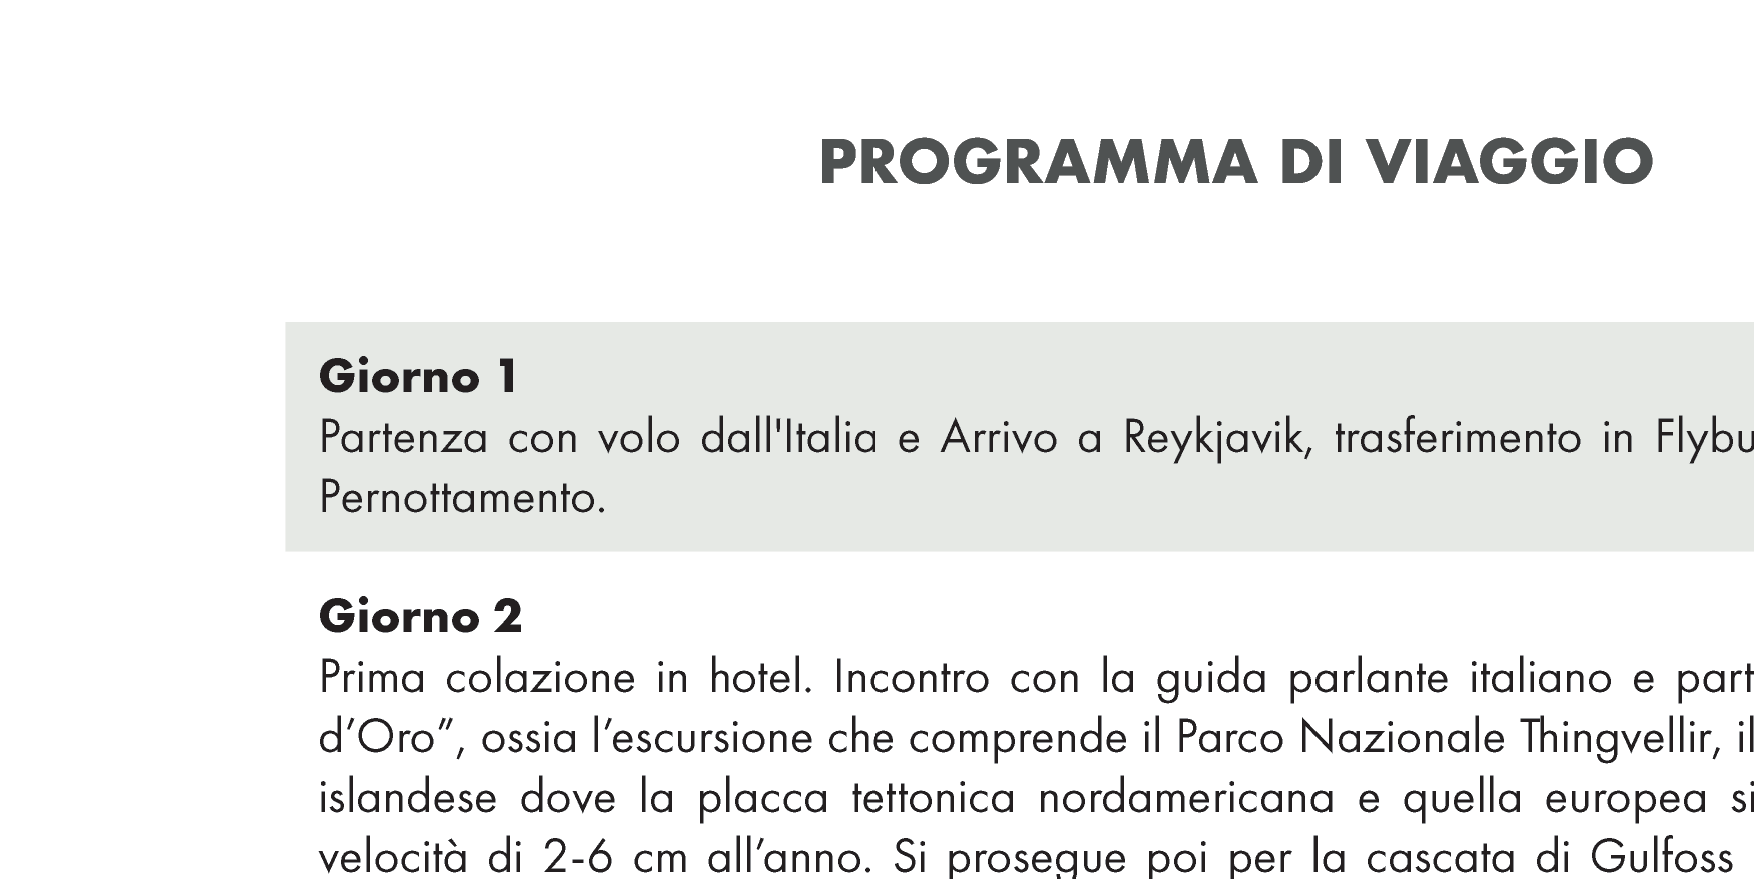 PROGRAMMA DI VIAGGIO
Giorno 1
Partenza con volo dall'Italia e Arrivo a Reykjavik, trasferimento in
Pernottamento.
Giorno 2
Prima colazione in hotel. Incontro con la guida parlante italiano e
d’Oro”, ossia l’escursione che comprende il Parco Nazionale Thingvellir, il
islandese dove la placca tettonica nordamericana e quella europea si
velocità di 2-6 cm all’anno. Si prosegue poi per la cascata di Gulfoss